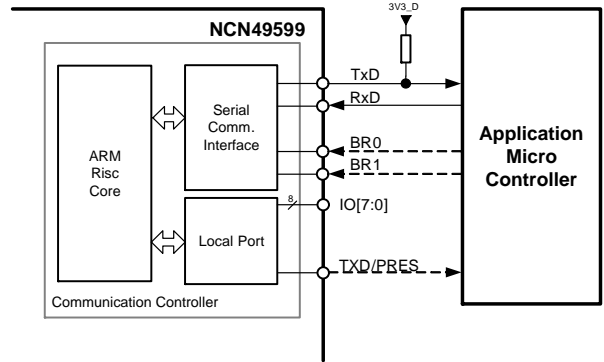 3V3_D
NCN49599
TxD
RxD
Serial
Comm.
Interface
BR0
BR1
ARM
Risc
Core
Application
Micro
Controller
8
IO[7:0]
Local Port
TXD/PRES
Communication Controller